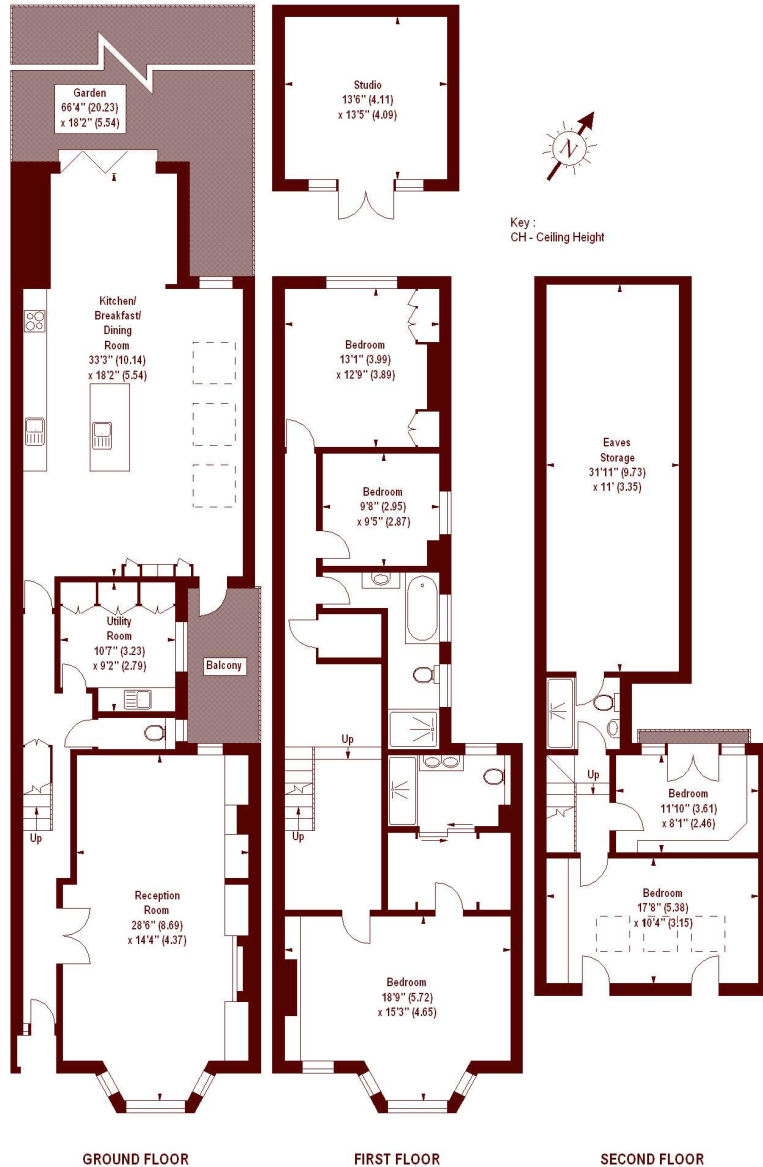 Garden
66'4" (20.23)
x 18'2" (5.54)
Studio
13'6" (4.11)
x 13'5" (4.09)
N
Key :
CH - Ceiling Height
Kitchen/
Breakfast/
Dining
Room
33'3" (10.14)
x 18'2" (5.54)
Utility
Room
10'7" (3.23)
x 9'2" (2.79)
Balcony
Up
Reception
Room
28'6" (8.69)
x 14'4" (4.37)
Bedroom
13'1" (3.99)
x 12'9" (3.89)
Bedroom
9'8" (2.95)
x 9'5" (2.87)
Up
Up
Bedroom
18'9" (5.72)
x 15'3" (4.65)
Eaves
Storage
31'11" (9.73)
x 11' (3.35)
Up
Bedroom
11'10" (3.61)
x 8'1" (2.46)
Bedroom
17'8" (5.38)
x 10'4" (3.15)
GROUND FLOOR
FIRST FLOOR
SECOND FLOOR